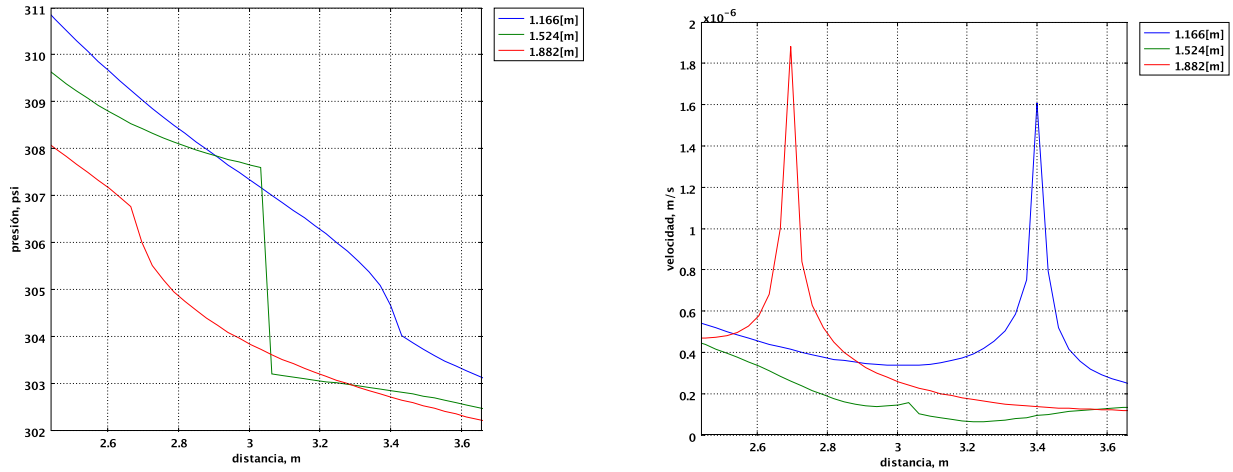 311
310
309
308
307
306
305
304
303
302
2.6 2.8 3 3.2 3.4 3.6
presión, psi
distancia, m
1.166[m]
1.524[m]
1.882[m]
x10^-6
2
1.8
1.6
1.4
1.2
1
0.8
0.6
0.4
0.2
0
2.6 2.8 3 3.2 3.4 3.6
velocidad, m/s
distancia, m
1.166[m]
1.524[m]
1.882[m]